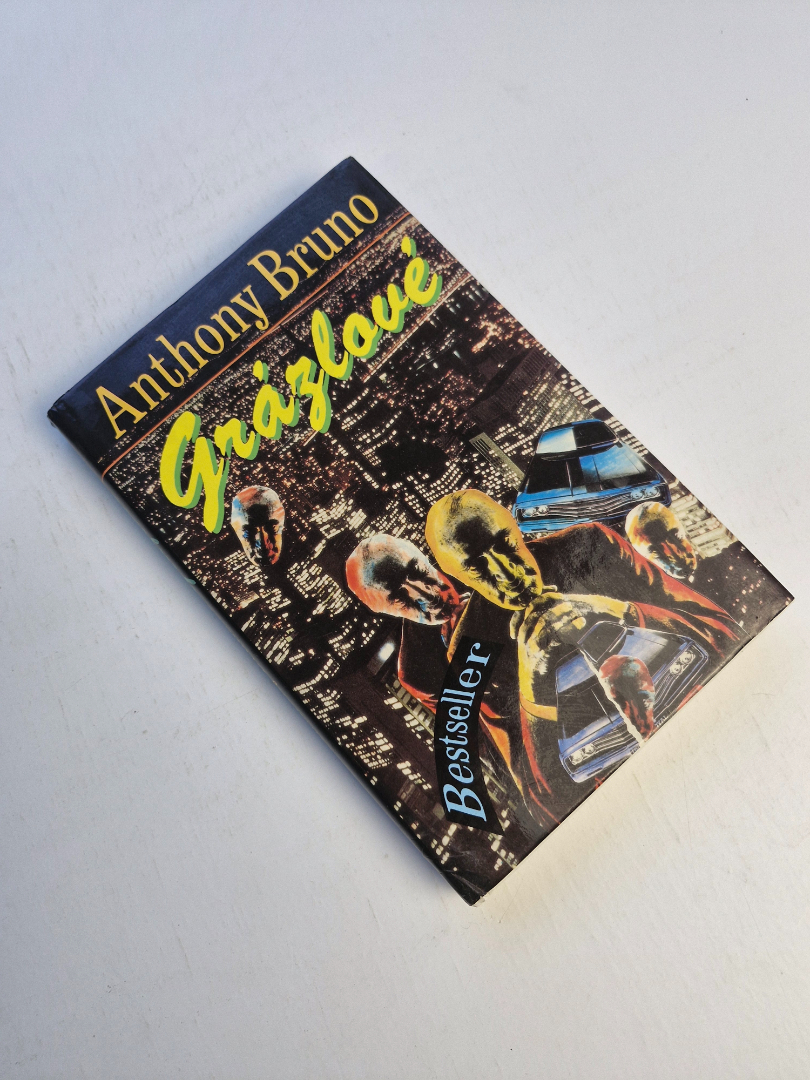 Anthony Bruno
Grázlové
Bestseller